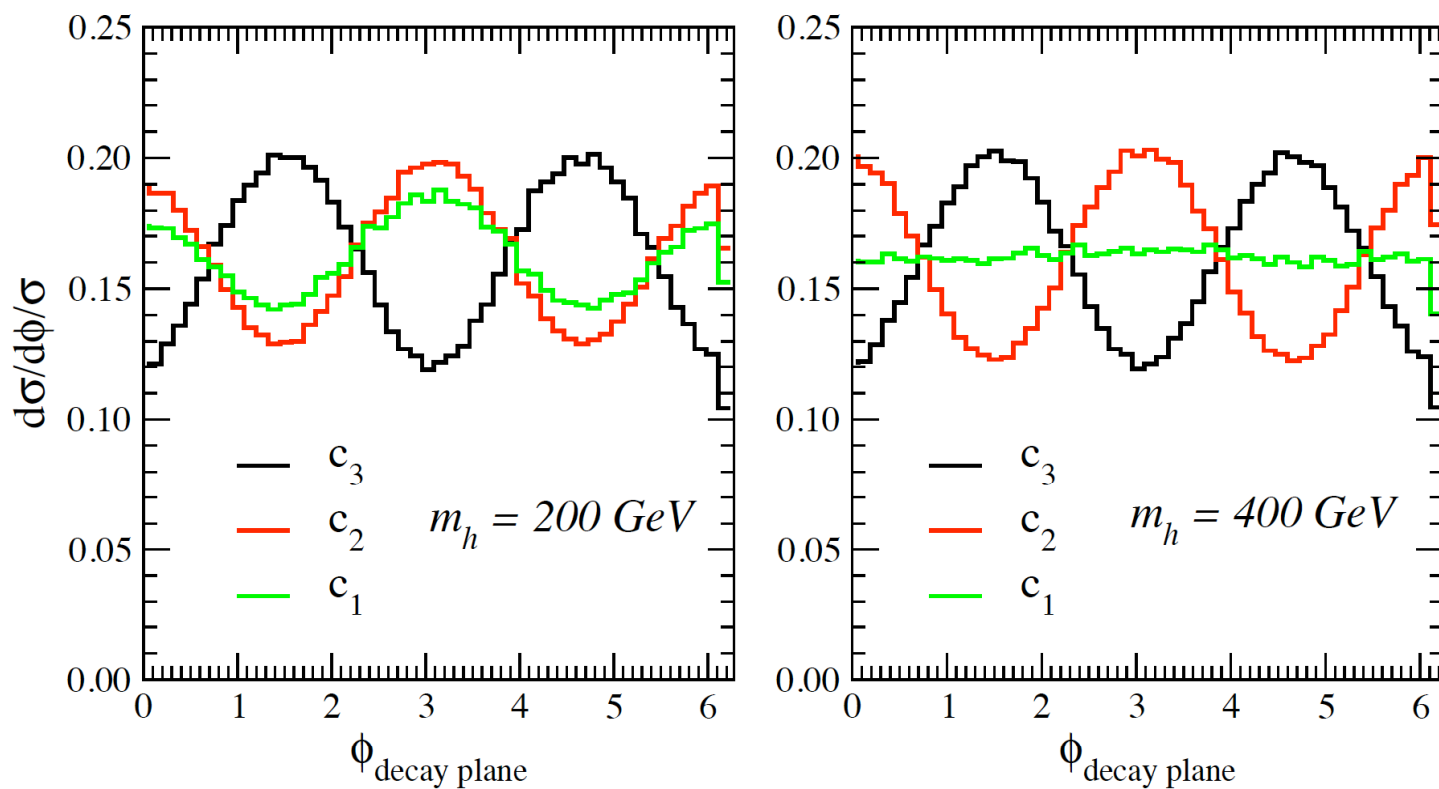 0.25
0.20
0.15
0.10
0.05
0.00
dσ/dϕ/σ
c3
c2
c1
mh = 200 GeV
0 1 2 3 4 5 6
ϕdecay plane
0.25
0.20
0.15
0.10
0.05
0.00
c3
c2
c1
mh = 400 GeV
0 1 2 3 4 5 6
ϕdecay plane